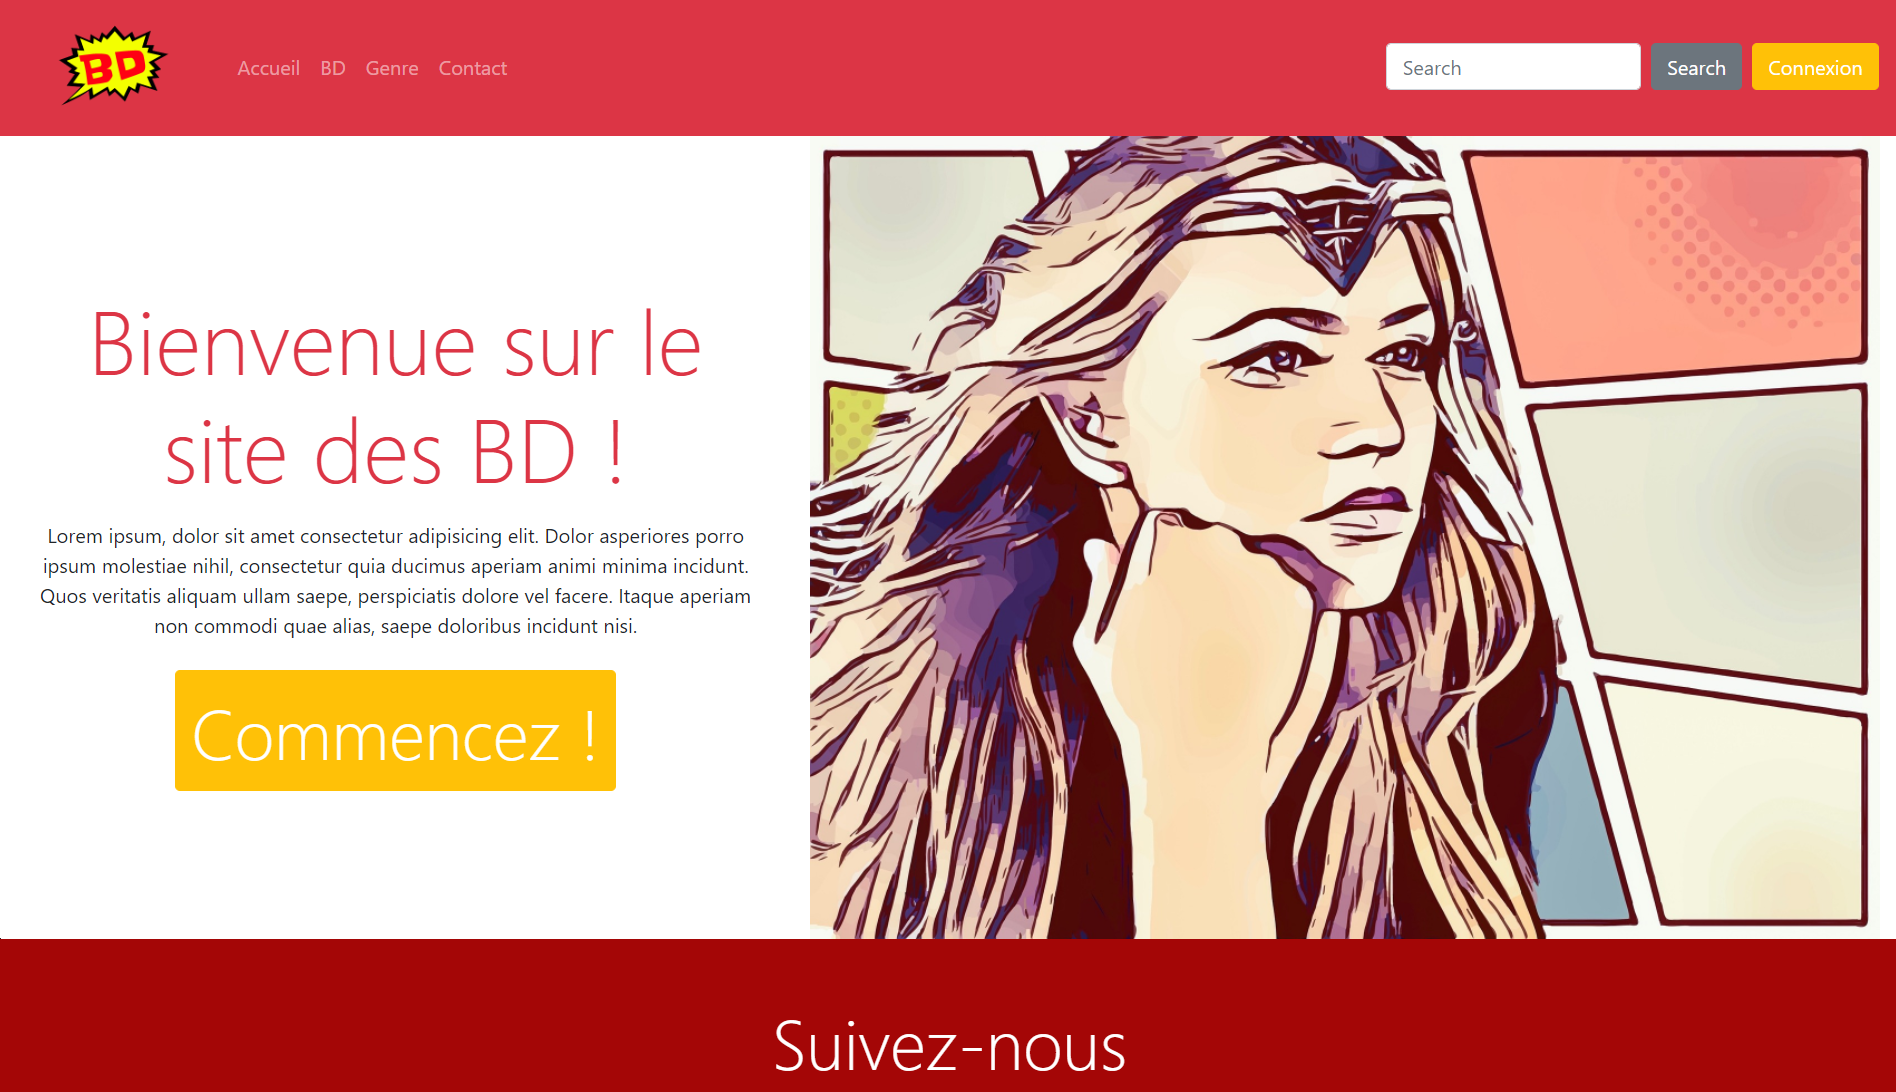 BD
Accueil BD Genre Contact
Search Search Connexion
Bienvenue sur le
site des BD !
Lorem ipsum, dolor sit amet consectetur adipisicing elit. Dolor asperiores porro
ipsum molestiae nihil, consectetur quia ducimus aperiam animi minima incidunt.
Quos veritatis aliquam ullam saepe, perspiciatis dolore vel facere. Itaque aperiam
non commodi quae alias, saepe doloribus incidunt nisi.
Commencez !
Suivez-nous